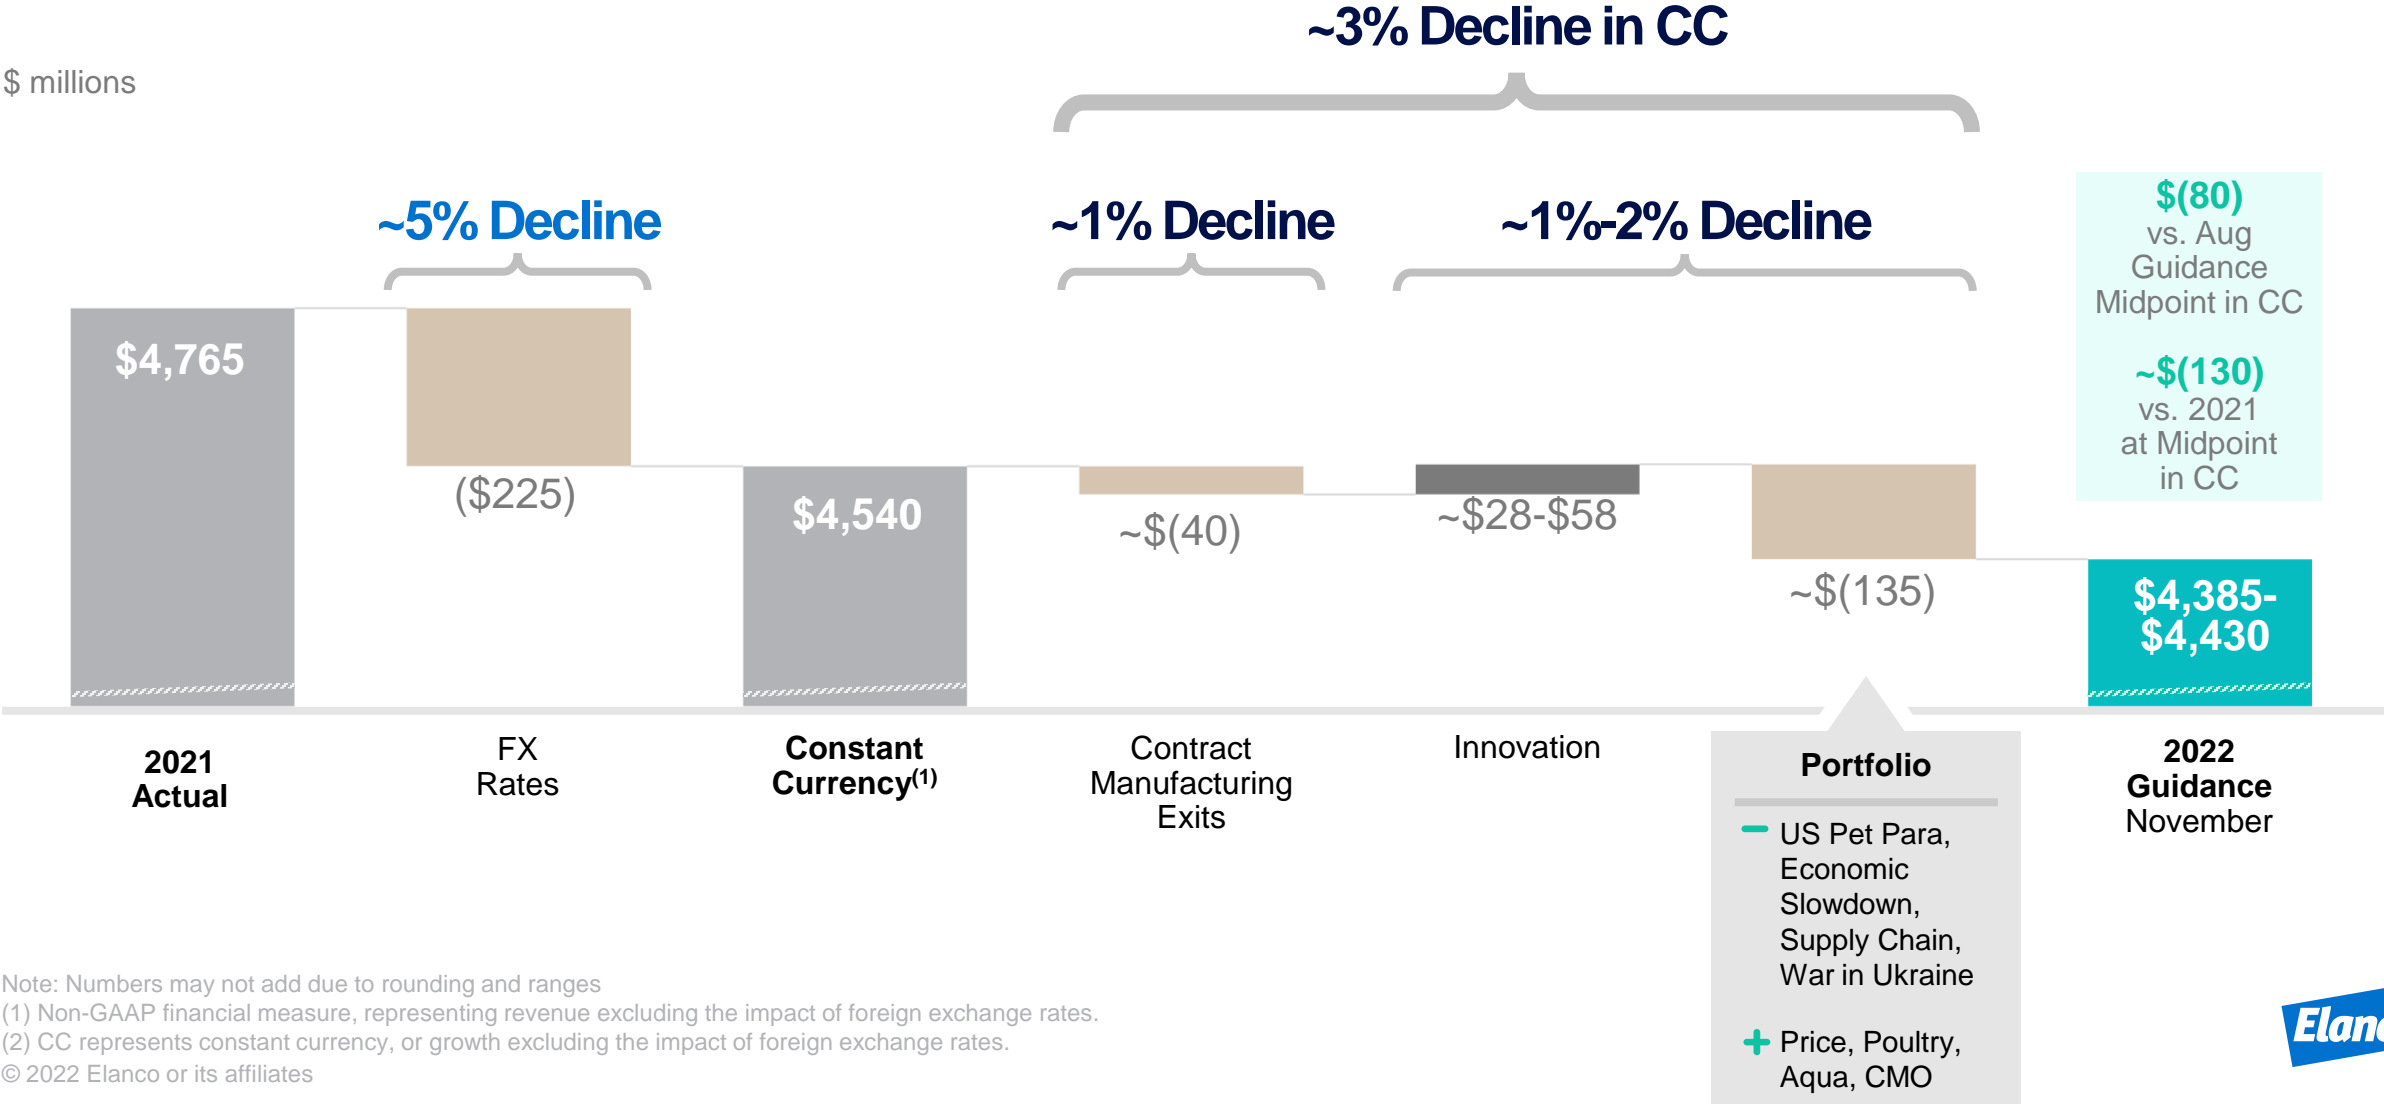 ~3% Decline in CC
$ millions
~5% Decline
~1% Decline
~1%-2% Decline
$(80)
vs. Aug
Guidance
Midpoint in CC
~$(130)
vs. 2021
at Midpoint
in CC
$4,765
($225)
$4,540
~$(40)
~$28-$58
~$(135)
$4,385-
$4,430
2021
Actual
FX
Rates
Constant
Currency(1)
Contract
Manufacturing
Exits
Innovation
Portfolio
– US Pet Para,
Economic
Slowdown,
Supply Chain,
War in Ukraine
+ Price, Poultry,
Aqua, CMO
2022
Guidance
November
Note: Numbers may not add due to rounding and ranges
(1) Non-GAAP financial measure, representing revenue excluding the impact of foreign exchange rates.
(2) CC represents constant currency, or growth excluding the impact of foreign exchange rates.
© 2022 Elanco or its affiliates